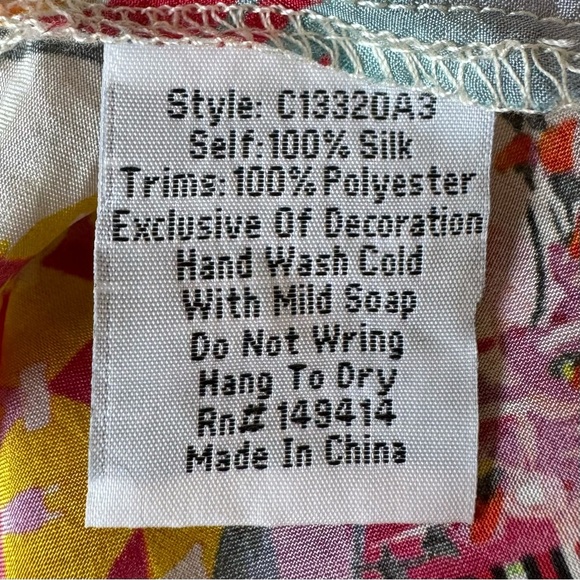 Style: C13320A3
Self:100% Silk
Trims:100% Polyester
Exclusive Of Decoration
Hand Wash Cold
With Mild Soap
Do Not Wring
Hang To Dry
Rn# 149414
Made In China